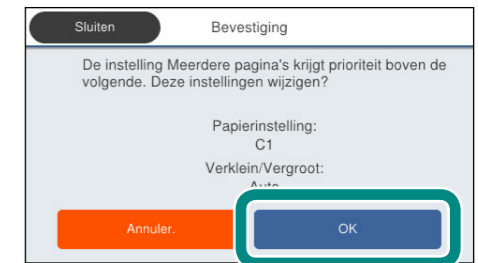 Sluiten
Bevestiging
De instelling Meerdere pagina's krijgt prioriteit boven de
volgende. Deze instellingen wijzigen?
Papierinstelling:
C1
Verklein/Vergroot:
Auto
Annuler.
OK